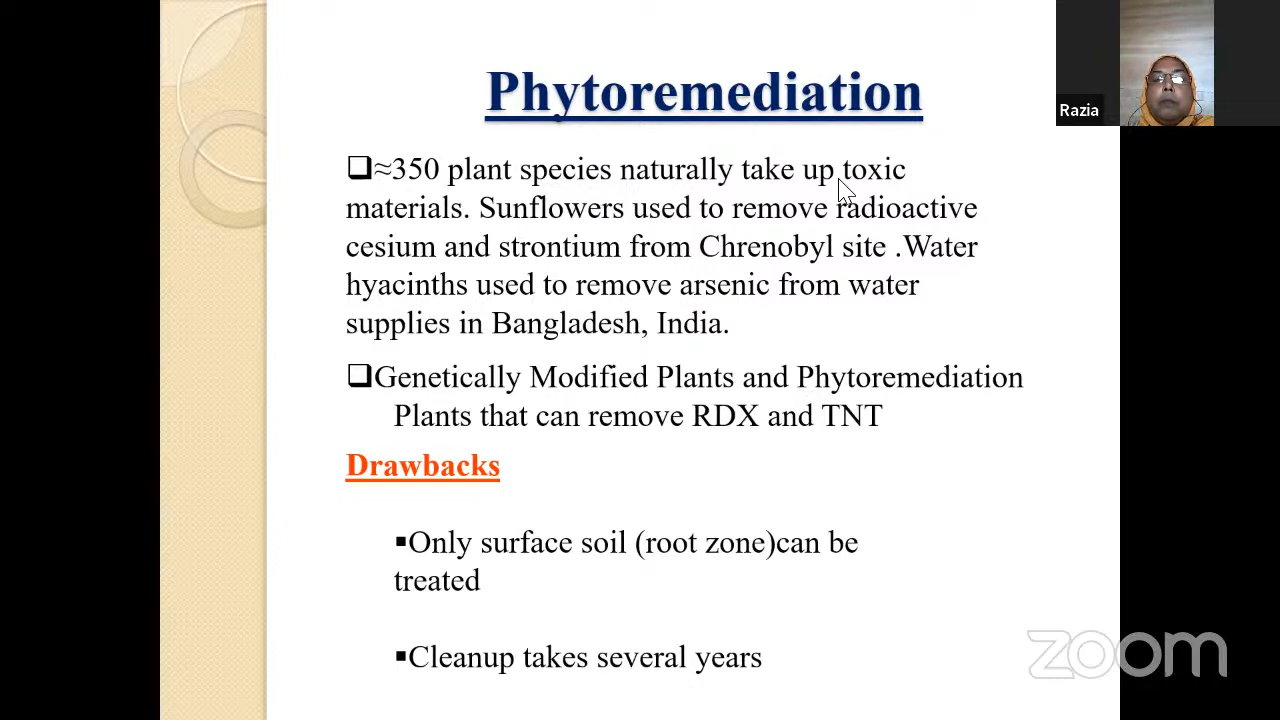 Phytoremediation
Razia
❑≈350 plant species naturally take up toxic
materials. Sunflowers used to remove radioactive
cesium and strontium from Chrenobyl site .Water
hyacinths used to remove arsenic from water
supplies in Bangladesh, India.
❑Genetically Modified Plants and Phytoremediation
Plants that can remove RDX and TNT
Drawbacks
▪Only surface soil (root zone)can be
treated
▪Cleanup takes several years
zoom